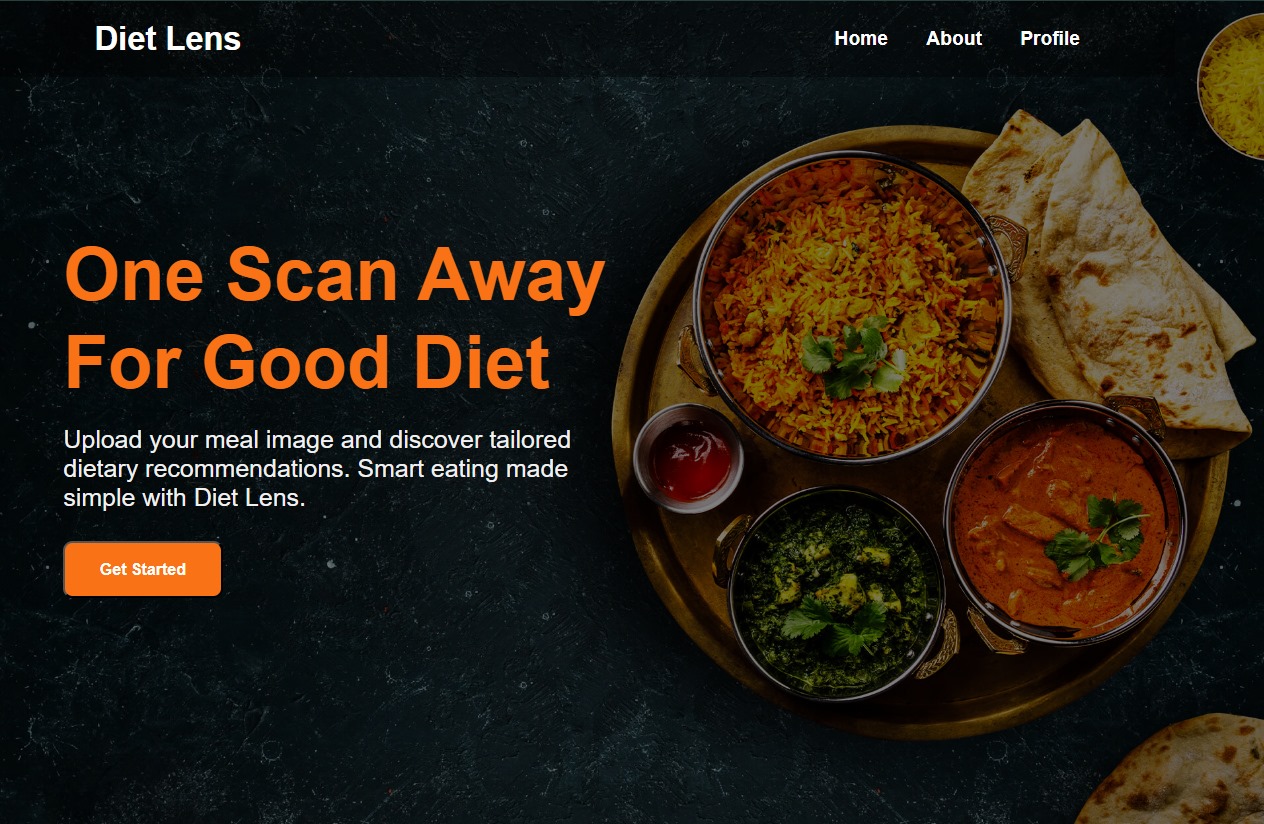 Diet Lens
Home About Profile
One Scan Away
For Good Diet
Upload your meal image and discover tailored
dietary recommendations. Smart eating made
simple with Diet Lens.
Get Started